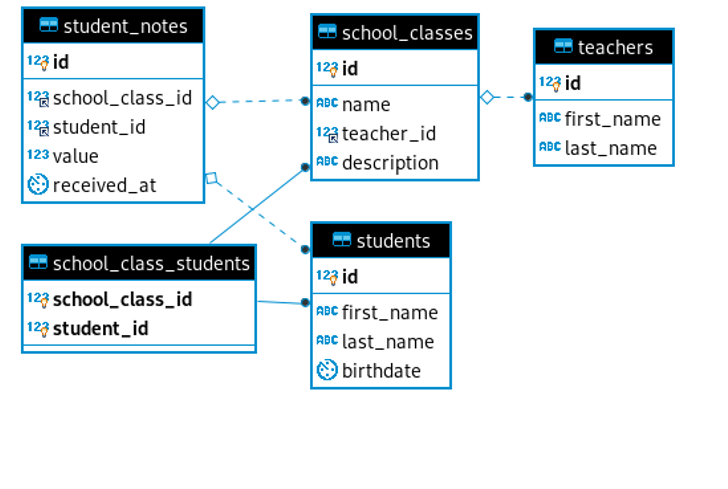 student_notes
123 id
123 school_class_id
123 student_id
123 value
received_at
school_classes
123 id
ABC name
123 teacher_id
ABC description
teachers
123 id
ABC first_name
ABC last_name
school_class_students
123 school_class_id
123 student_id
students
123 id
ABC first_name
ABC last_name
birthdate